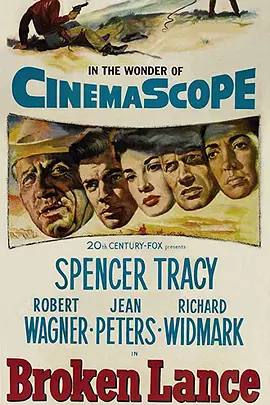 IN THE WONDER OF
CINEMASCOPE
20th CENTURY-FOX presents
SPENCER TRACY
ROBERT JEAN RICHARD
WAGNER·PETERS·WIDMARK
IN
Broken Lance